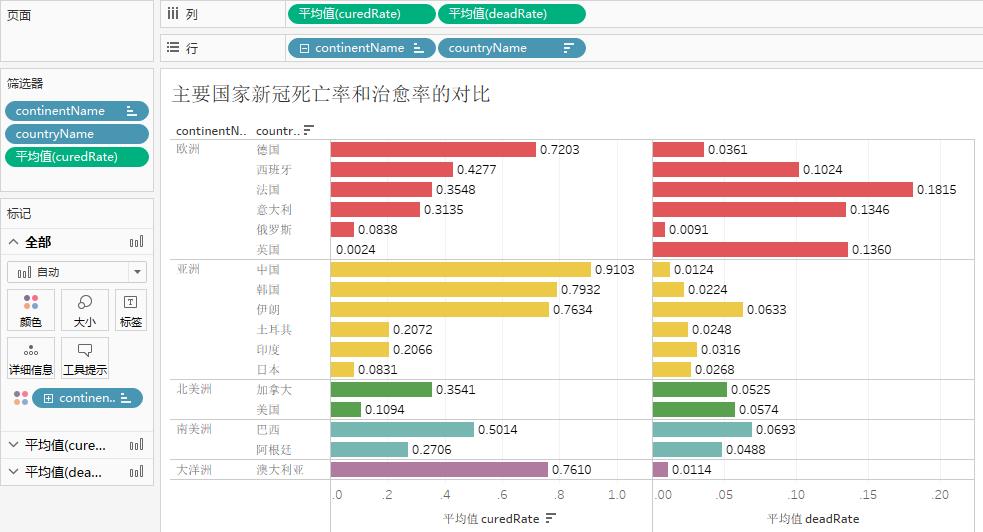 页面
列 平均值(curedRate) 平均值(deadRate)
行 continentName countryName
筛选器
continentName
countryName
平均值(curedRate)
标记
全部
自动
颜色 大小 标签
详细信息 工具提示
continen..
平均值(cure...
平均值(dea...
主要国家新冠死亡率和治愈率的对比
continentN.. countr..
欧洲 德国 0.7203 0.0361
西班牙 0.4277 0.1024
法国 0.3548 0.1815
意大利 0.3135 0.1346
俄罗斯 0.0838 0.0091
英国 0.0024 0.1360
亚洲 中国 0.9103 0.0124
韩国 0.7932 0.0224
伊朗 0.7634 0.0633
土耳其 0.2072 0.0248
印度 0.2066 0.0316
日本 0.0831 0.0268
北美洲 加拿大 0.3541 0.0525
美国 0.1094 0.0574
南美洲 巴西 0.5014 0.0693
阿根廷 0.2706 0.0488
大洋洲 澳大利亚 0.7610 0.0114
.0 .2 .4 .6 .8 1.0 .00 .05 .10 .15 .20
平均值 curedRate 平均值 deadRate